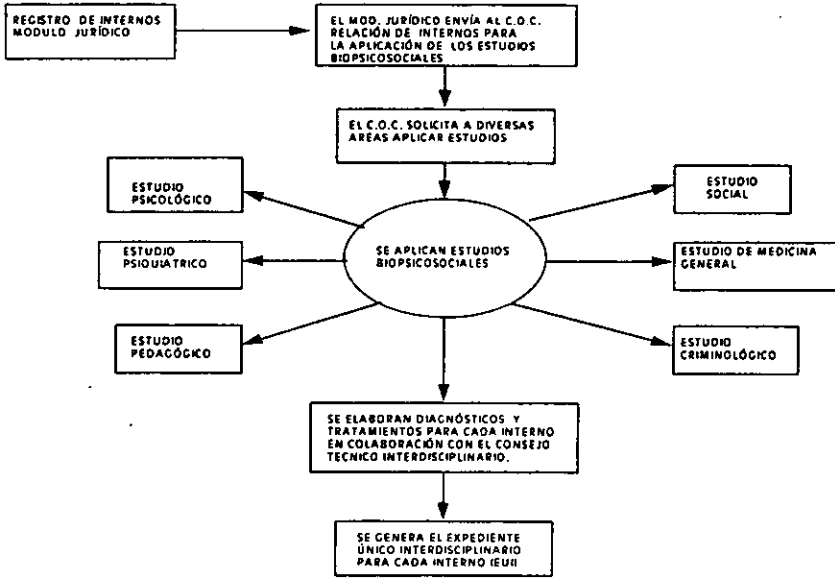 REGISTRO DE INTERNOS
MODULO JURÍDICO
EL MOD. JURÍDICO ENVÍA AL C.O.C.
RELACIÓN DE INTERNOS PARA
LA APLICACIÓN DE LOS ESTUDIOS
BIOPSICOSOCIALES
EL C.O.C. SOLICITA A DIVERSAS
AREAS APLICAR ESTUDIOS
ESTUDIO
PSICOLÓGICO
ESTUDIO
SOCIAL
SE APLICAN ESTUDIOS
BIOPSICOSOCIALES
ESTUDIO
PSIQUIATRICO
ESTUDIO DE MEDICINA
GENERAL
ESTUDIO
PEDAGÓGICO
ESTUDIO
CRIMINOLÓGICO
SE ELABORAN DIAGNÓSTICOS Y
TRATAMIENTOS PARA CADA INTERNO
EN COLABORACIÓN CON EL CONSEJO
TECNICO INTERDISCIPLINARIO.
SE GENERA EL EXPEDIENTE
ÚNICO INTERDISCIPLINARIO
PARA CADA INTERNO (EUI)